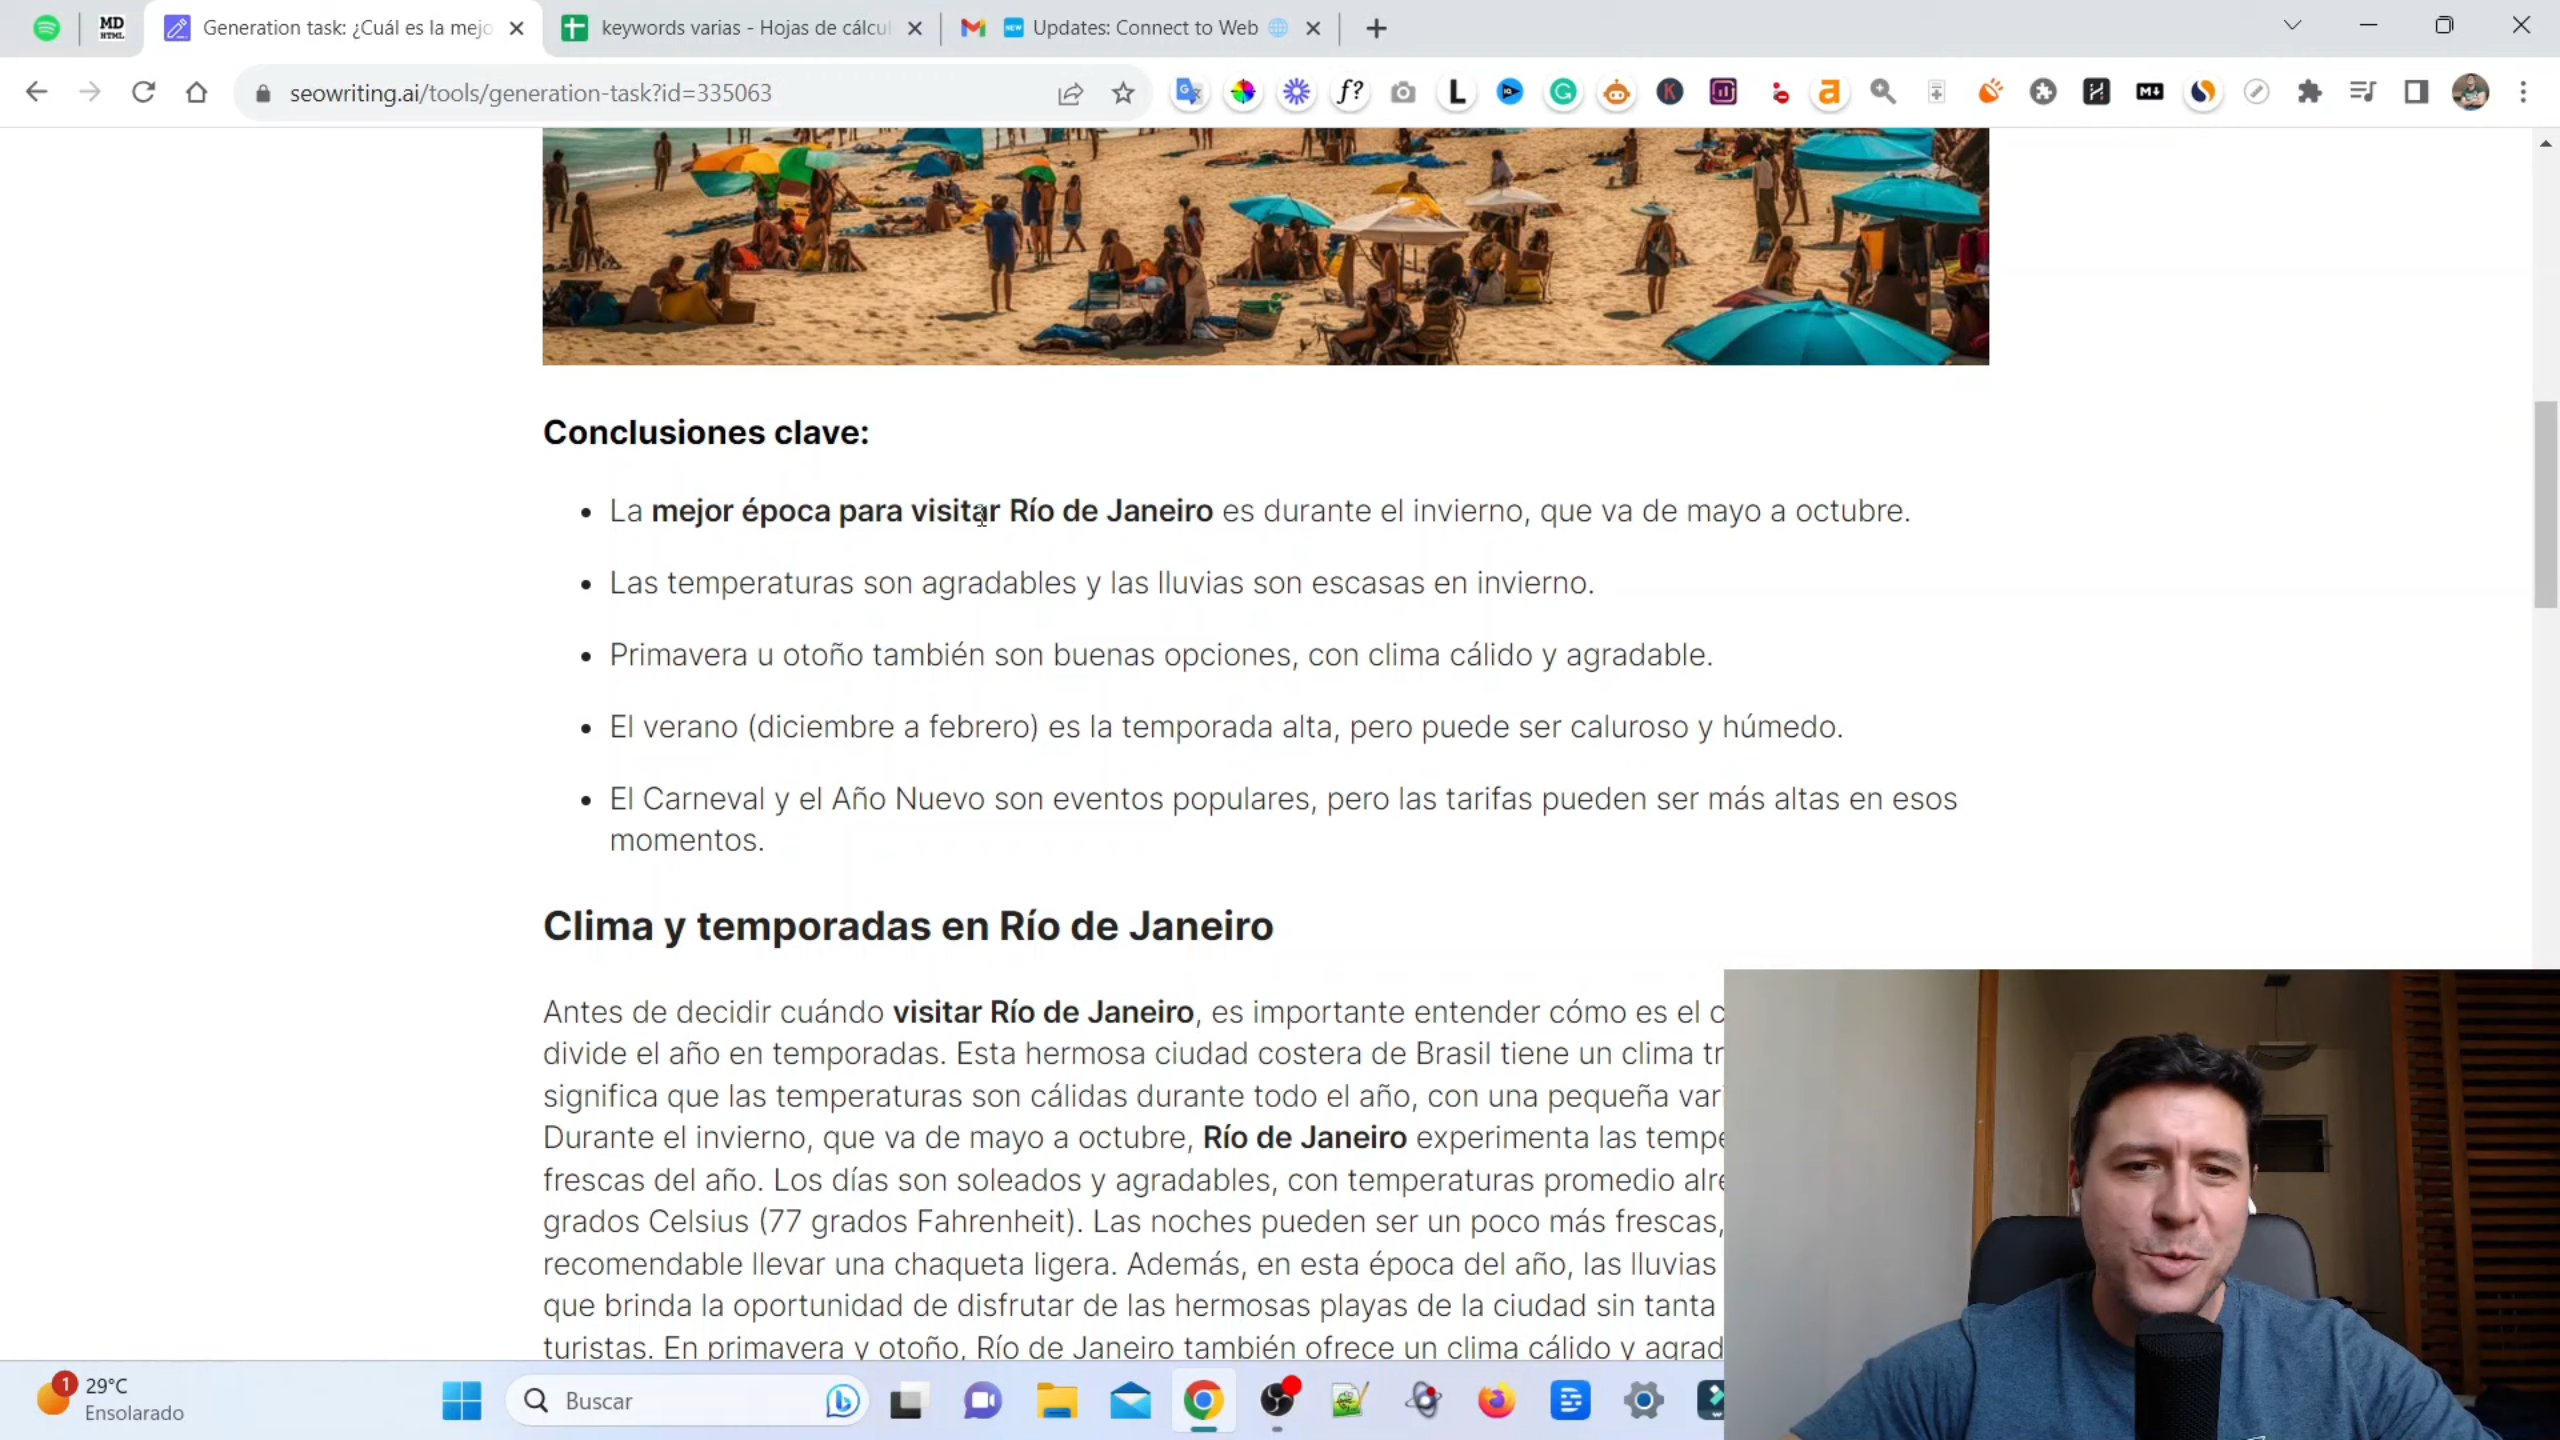 MD
HTML
Generation task: ¿Cuál es la mejo
keywords varias - Hojas de cálcul
NEW
Updates: Connect to Web
seowriting.ai/tools/generation-task?id=335063
f?
L
G
K
a
M
Conclusiones clave:
• La mejor época para visitar Río de Janeiro es durante el invierno, que va de mayo a octubre.
• Las temperaturas son agradables y las lluvias son escasas en invierno.
• Primavera u otoño también son buenas opciones, con clima cálido y agradable.
• El verano (diciembre a febrero) es la temporada alta, pero puede ser caluroso y húmedo.
• El Carneval y el Año Nuevo son eventos populares, pero las tarifas pueden ser más altas en esos
momentos.
Clima y temporadas en Río de Janeiro
Antes de decidir cuándo visitar Río de Janeiro, es importante entender cómo es el c
divide el año en temporadas. Esta hermosa ciudad costera de Brasil tiene un clima tr
significa que las temperaturas son cálidas durante todo el año, con una pequeña vari
Durante el invierno, que va de mayo a octubre, Río de Janeiro experimenta las tempe
frescas del año. Los días son soleados y agradables, con temperaturas promedio alre
grados Celsius (77 grados Fahrenheit). Las noches pueden ser un poco más frescas,
recomendable llevar una chaqueta ligera. Además, en esta época del año, las lluvias
que brinda la oportunidad de disfrutar de las hermosas playas de la ciudad sin tanta
turistas. En primavera y otoño, Río de Janeiro también ofrece un clima cálido y agrad
1
29°C
Ensolarado
Buscar